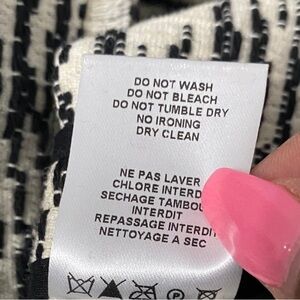 DO NOT WASH
DO NOT BLEACH
DO NOT TUMBLE DRY
NO IRONING
DRY CLEAN
NE PAS LAVER
CHLORE INTERD
SECHAGE TAMBOU
INTERDIT
REPASSAGE INTERDIT
NETTOYAGE A SEC
P